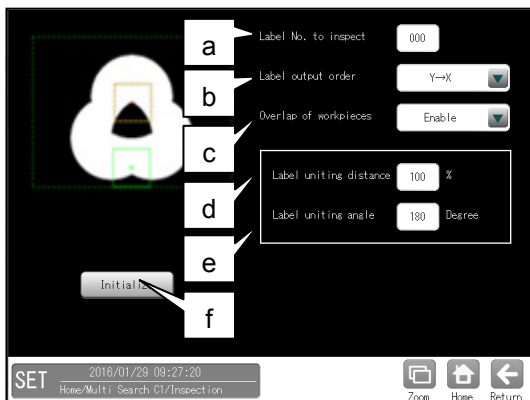 a
Label No. to inspect
000
b
Label output order
Y→X
c
Overlap of workpieces
Enable
d
Label uniting distance
100 %
e
Label uniting angle
180 Degree
f
SET
2016/01/29 09:27:20
Home/Multi Search C1/Inspection
Zoom Home Return